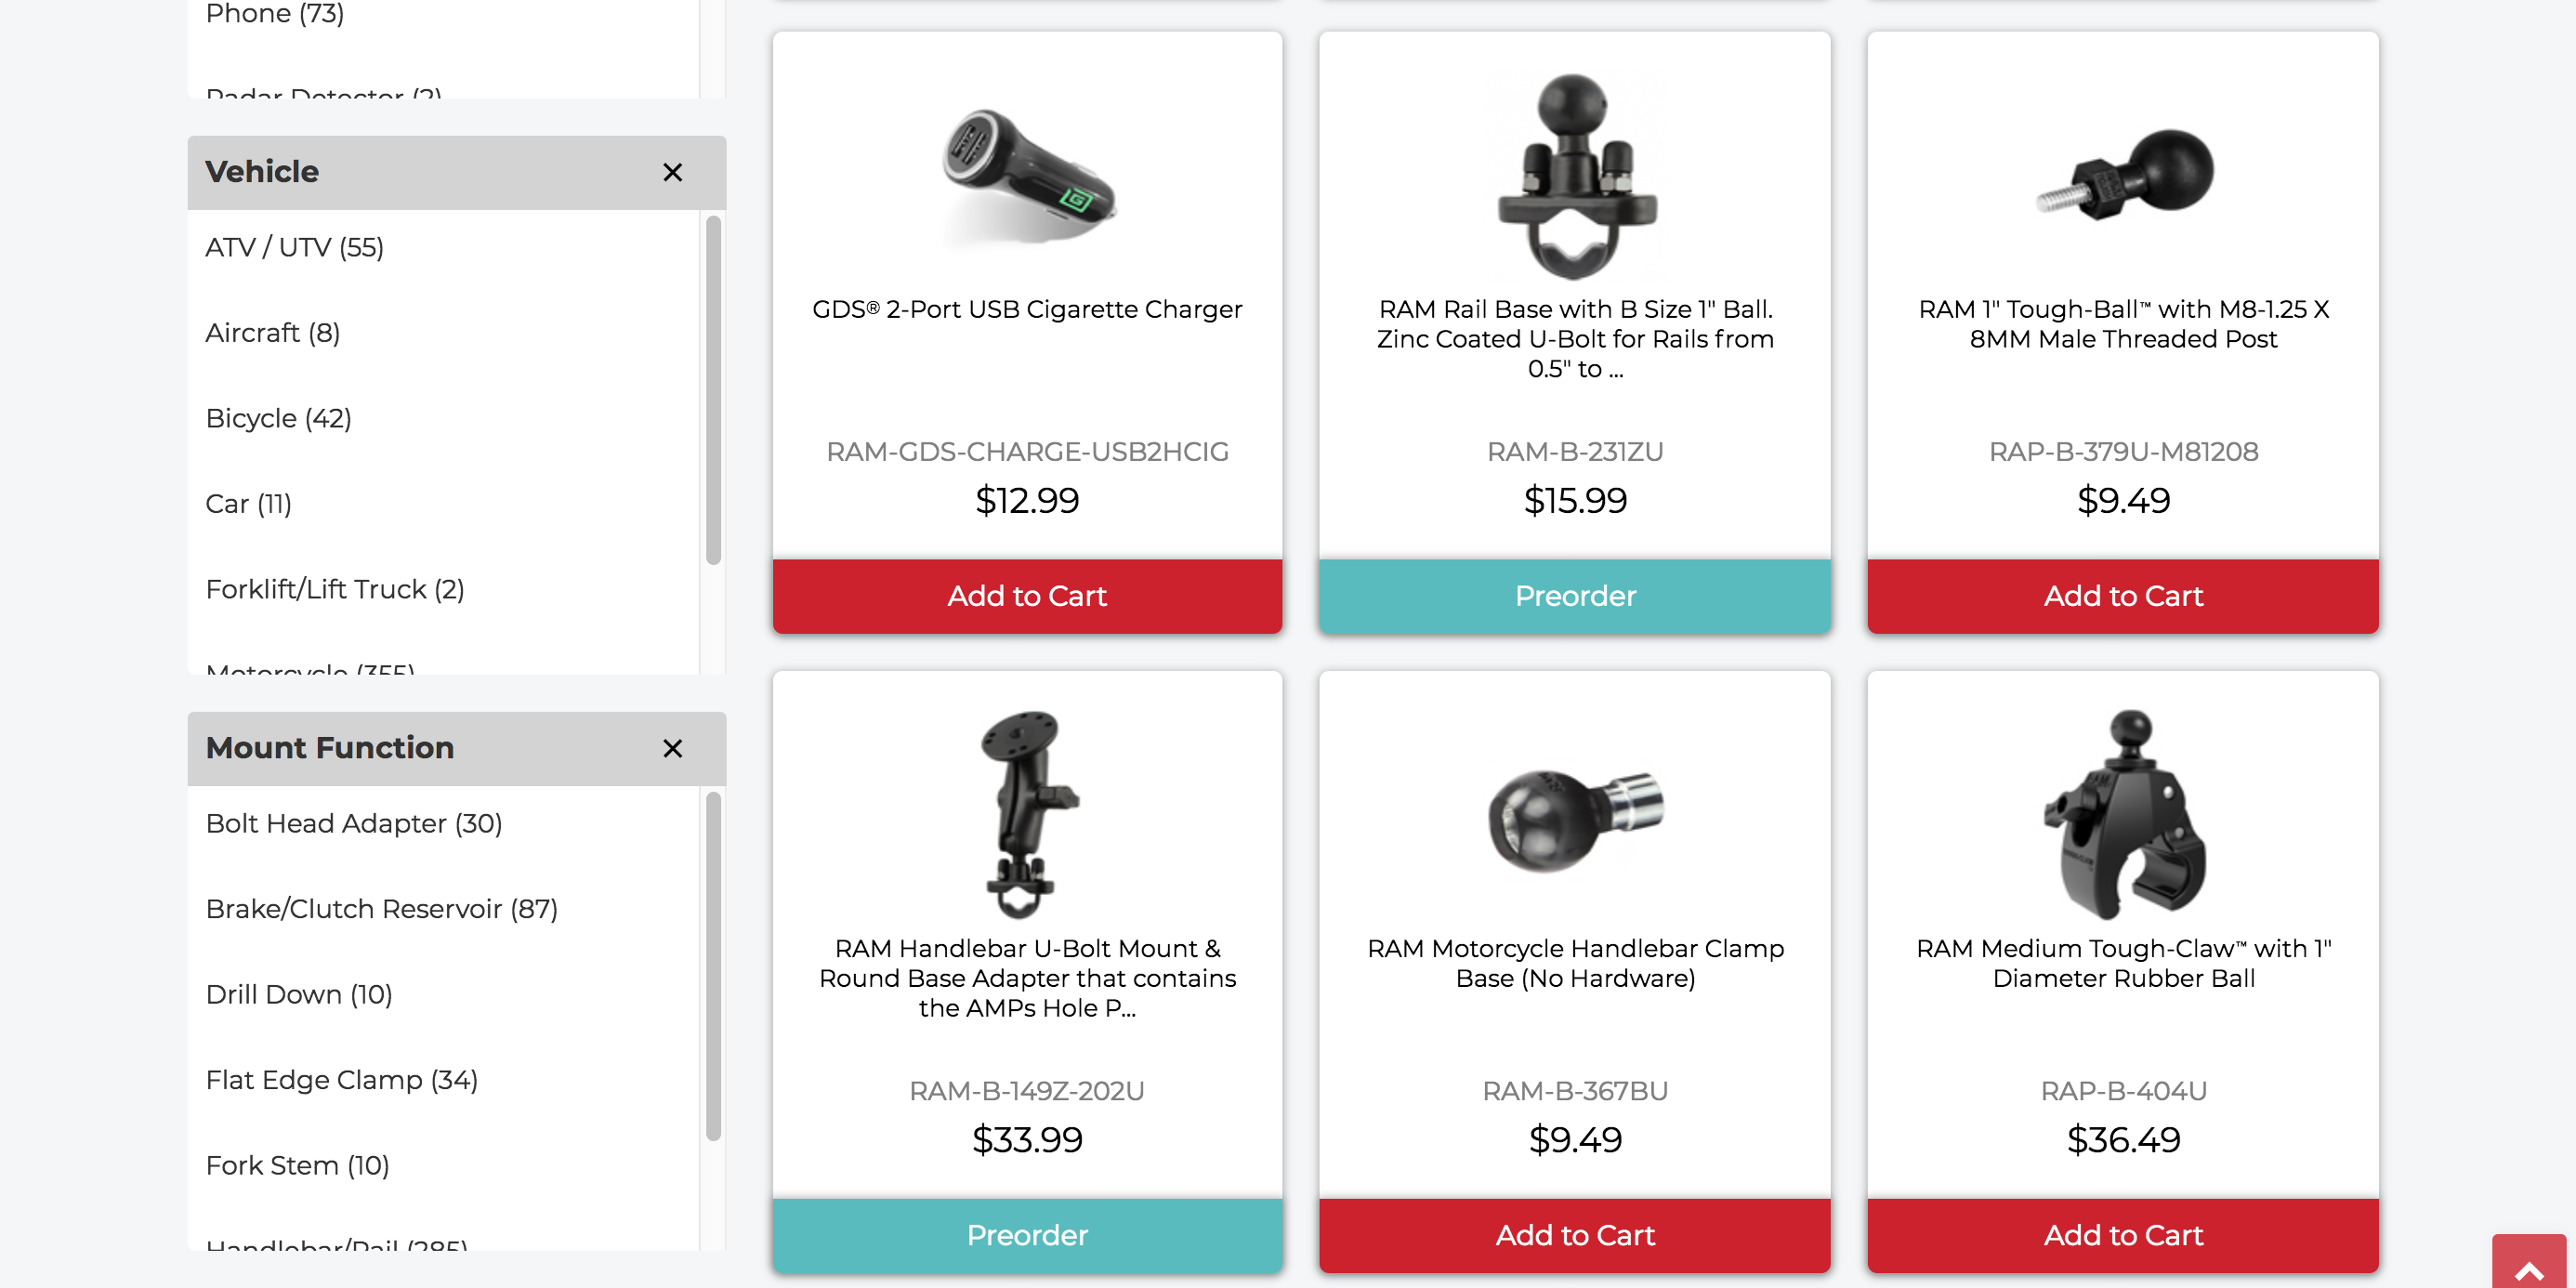 Phone (73)
Radar Detector (2)
Vehicle
ATV / UTV (55)
Aircraft (8)
Bicycle (42)
Car (11)
Forklift/Lift Truck (2)
Motorcycle (355)
Mount Function
Bolt Head Adapter (30)
Brake/Clutch Reservoir (87)
Drill Down (10)
Flat Edge Clamp (34)
Fork Stem (10)
Handlebar/Rail (285)
GDS® 2-Port USB Cigarette Charger
RAM-GDS-CHARGE-USB2HCIG
$12.99
Add to Cart
RAM Rail Base with B Size 1" Ball.
Zinc Coated U-Bolt for Rails from
0.5" to ...
RAM-B-231ZU
$15.99
Preorder
RAM 1" Tough-Ball™ with M8-1.25 X
8MM Male Threaded Post
RAP-B-379U-M81208
$9.49
Add to Cart
RAM Handlebar U-Bolt Mount &
Round Base Adapter that contains
the AMPs Hole P...
RAM-B-149Z-202U
$33.99
Preorder
RAM Motorcycle Handlebar Clamp
Base (No Hardware)
RAM-B-367BU
$9.49
Add to Cart
RAM Medium Tough-Claw™ with 1"
Diameter Rubber Ball
RAP-B-404U
$36.49
Add to Cart